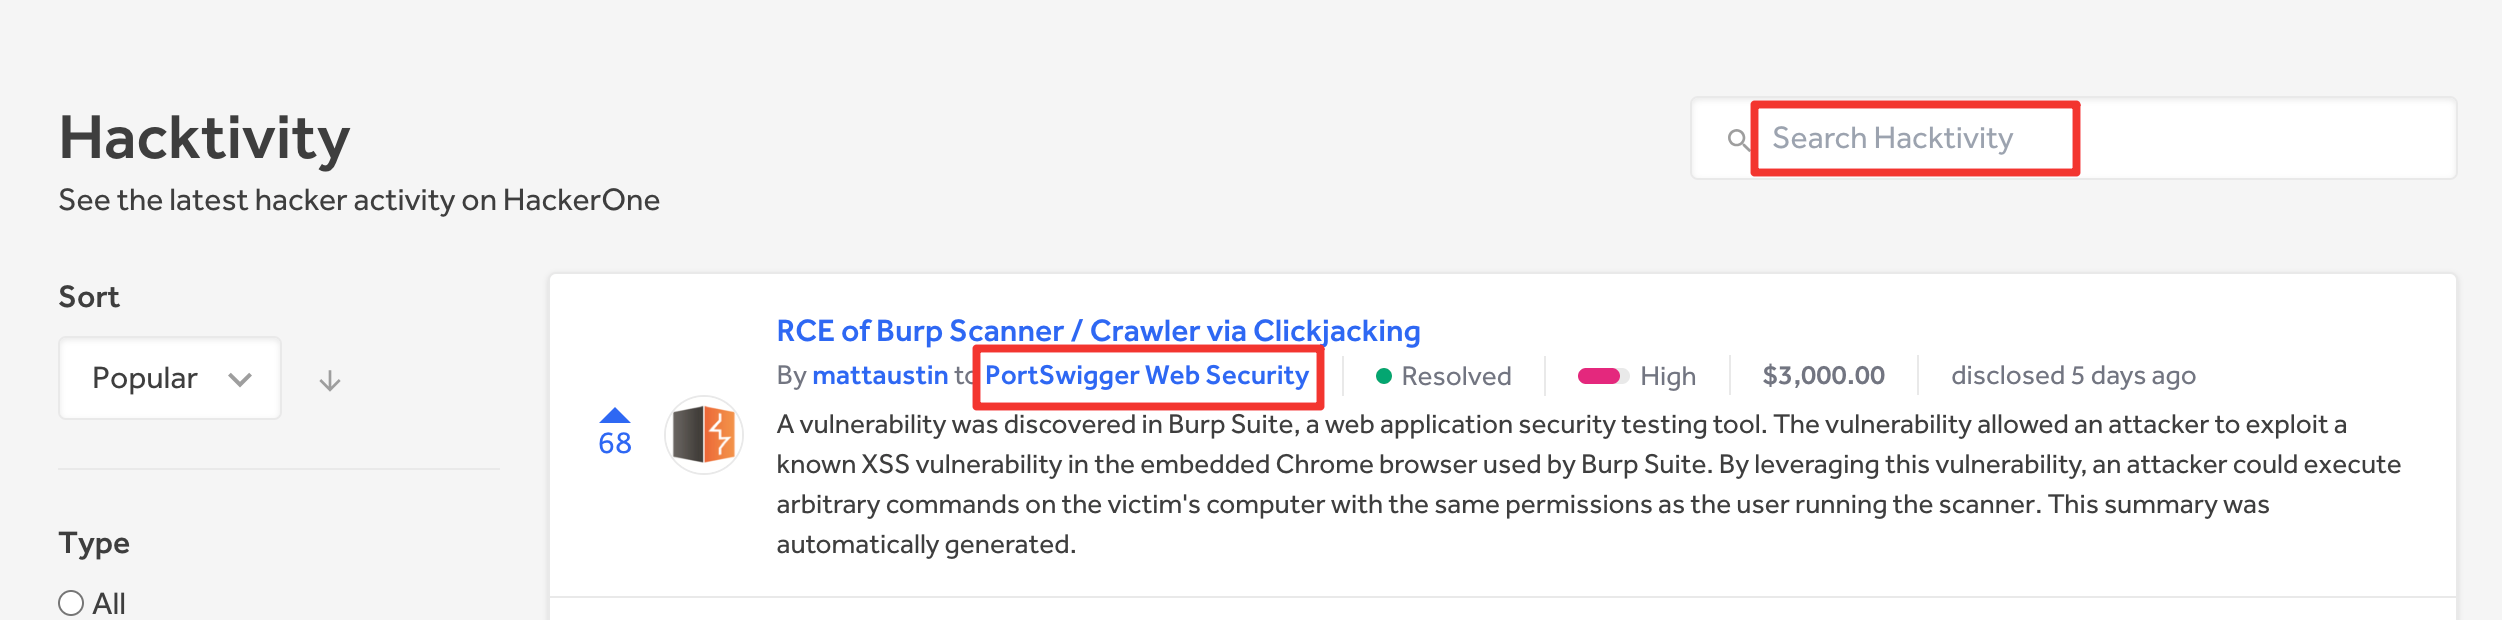 Hacktivity
See the latest hacker activity on HackerOne
Search Hacktivity
Sort
Popular
Type
All
RCE of Burp Scanner / Crawler via Clickjacking
By mattaustin to PortSwigger Web Security Resolved High $3,000.00 disclosed 5 days ago
68
A vulnerability was discovered in Burp Suite, a web application security testing tool. The vulnerability allowed an attacker to exploit a
known XSS vulnerability in the embedded Chrome browser used by Burp Suite. By leveraging this vulnerability, an attacker could execute
arbitrary commands on the victim's computer with the same permissions as the user running the scanner. This summary was
automatically generated.